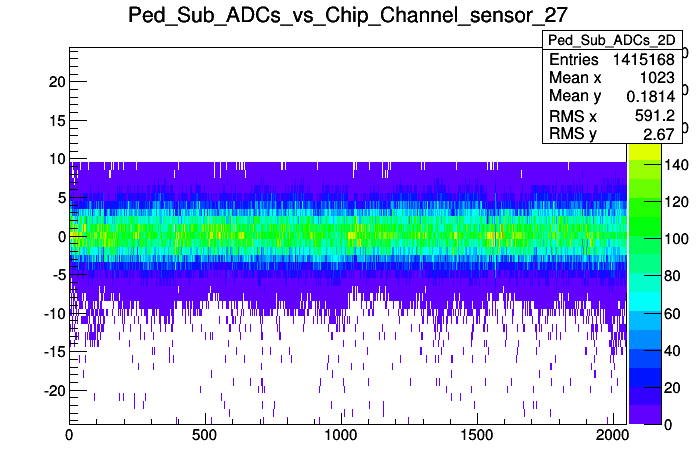 Ped_Sub_ADCs_vs_Chip_Channel_sensor_27
Ped_Sub_ADCs_2D
Entries 1415168
Mean x 1023
Mean y 0.1814
RMS x 591.2
RMS y 2.67
20
15
10
5
0
-5
-10
-15
-20
0 500 1000 1500 2000
140
120
100
80
60
40
20
0